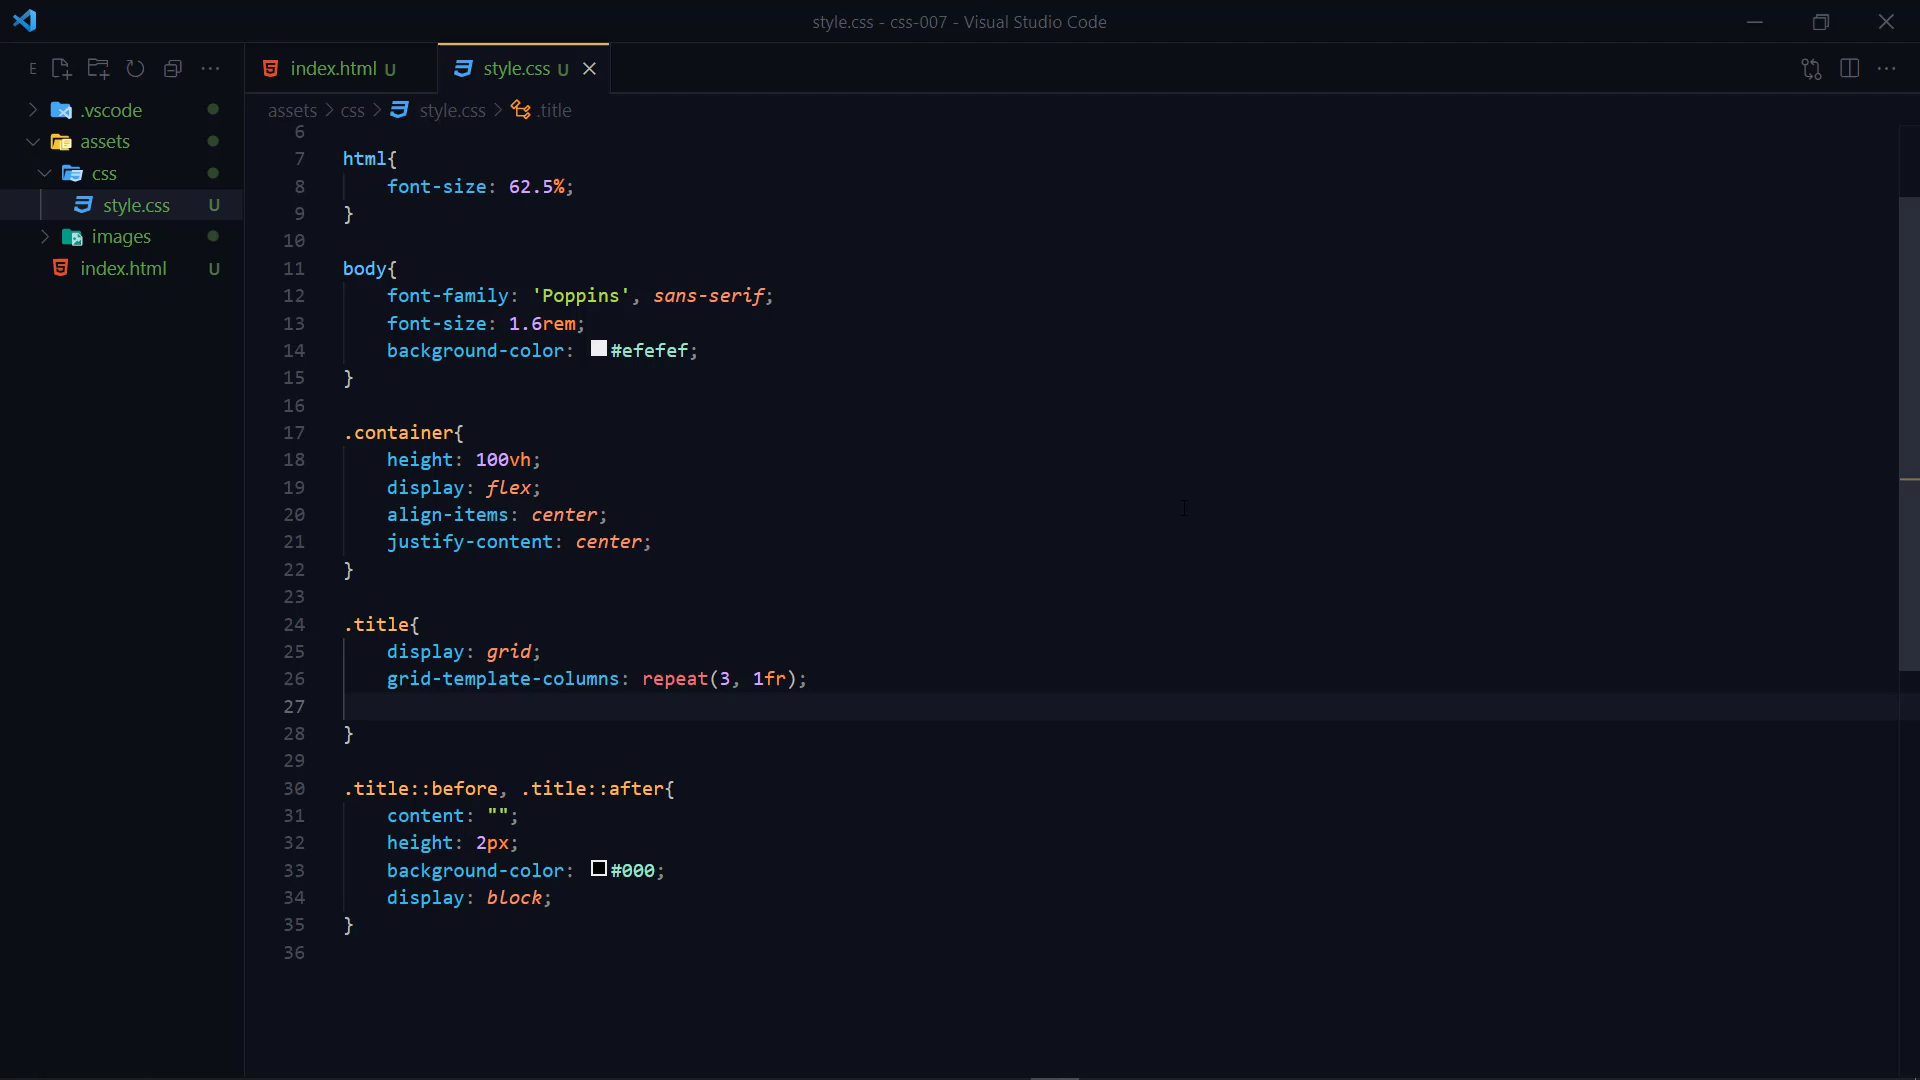 style.css - css-007 - Visual Studio Code
E
index.html U
style.css U
.vscode
assets
css
style.css U
images
index.html U
assets > css > style.css > .title
6
7 html{
8 font-size: 62.5%;
9 }
10
11 body{
12 font-family: 'Poppins', sans-serif;
13 font-size: 1.6rem;
14 background-color: #efefef;
15 }
16
17 .container{
18 height: 100vh;
19 display: flex;
20 align-items: center;
21 justify-content: center;
22 }
23
24 .title{
25 display: grid;
26 grid-template-columns: repeat(3, 1fr);
27
28 }
29
30 .title::before, .title::after{
31 content: "";
32 height: 2px;
33 background-color: #000;
34 display: block;
35 }
36